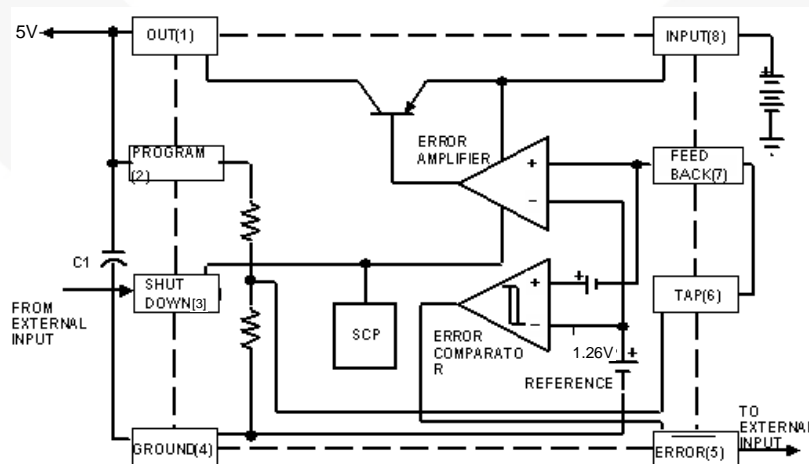 5V
OUT(1)
INPUT(8)
+
ERROR
AMPLIFIER
+
−
PROGRAM
(2)
FEED
BACK(7)
C1
SHUT
DOWN[3]
FROM
EXTERNAL
INPUT
SCP
+
+
−
ERROR
COMPARATO
R
TAP(6)
1.26V
+
REFERENCE
GROUND(4)
ERROR(5)
TO
EXTERNAL
INPUT